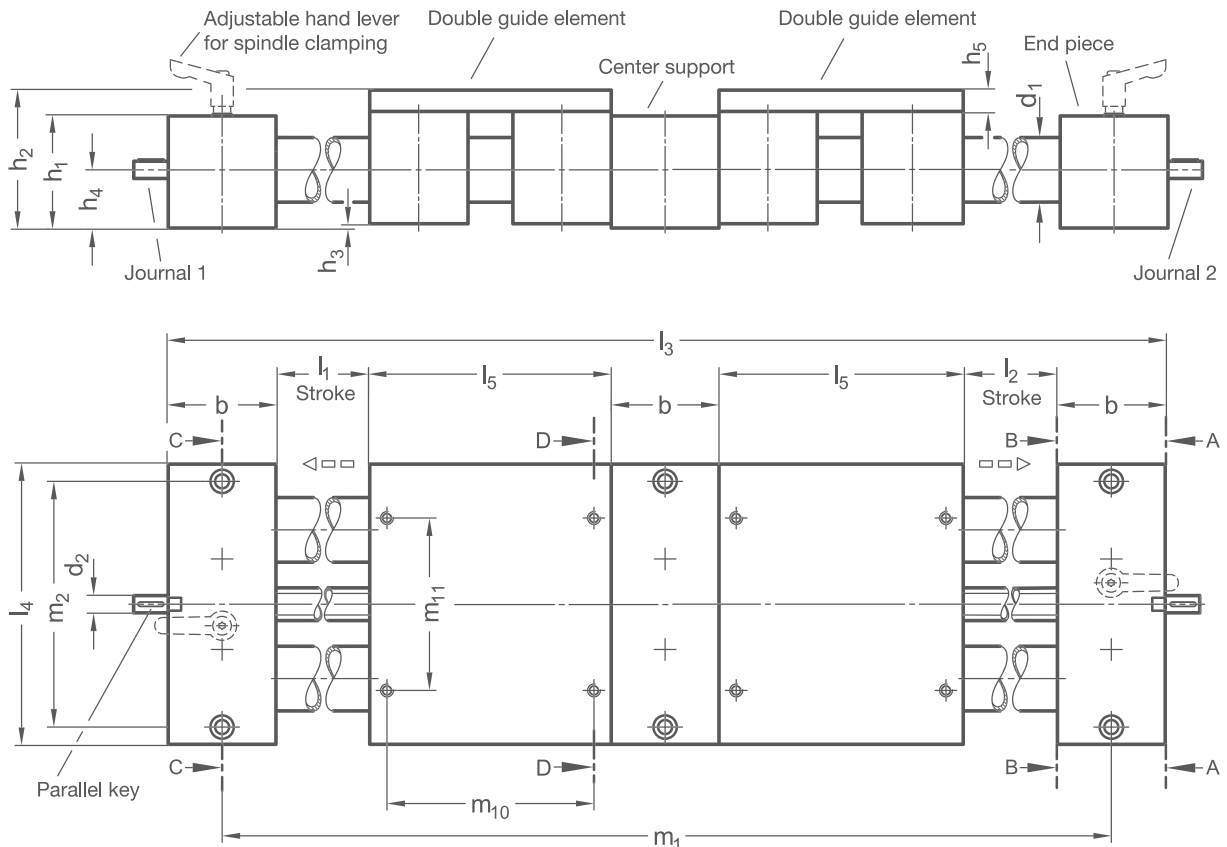 Adjustable hand lever
for spindle clamping
Double guide element
Center support
Double guide element
End piece
h5
d1
h2
h1
h4
h3
Journal 1
Journal 2
l3
l1
Stroke
l5
b
l5
l2
Stroke
b
b
C
D
B
A
l4
m2
d2
m11
C
D
B
A
Parallel key
m10
m1